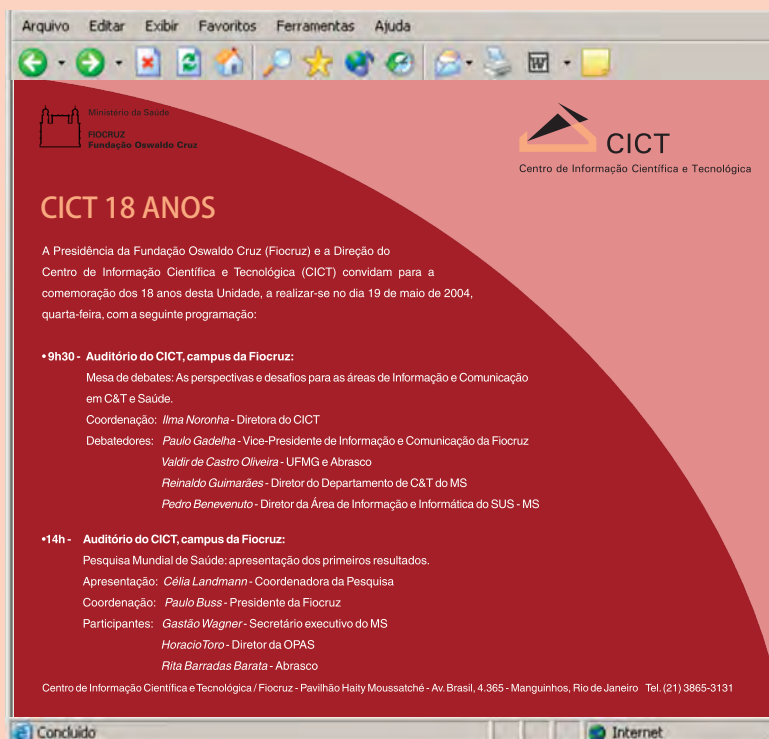 Arquivo Editar Exibir Favoritos Ferramentas Ajuda
W
Ministério da Saúde
FIOCRUZ
Fundação Oswaldo Cruz
CICT
Centro de Informação Científica e Tecnológica
CICT 18 ANOS
A Presidência da Fundação Oswaldo Cruz (Fiocruz) e a Direção do
Centro de Informação Científica e Tecnológica (CICT) convidam para a
comemoração dos 18 anos desta Unidade, a realizar-se no dia 19 de maio de 2004,
quarta-feira, com a seguinte programação:
• 9h30 - Auditório do CICT, campus da Fiocruz:
Mesa de debates: As perspectivas e desafios para as áreas de Informação e Comunicação
em C&T e Saúde.
Coordenação: Ilma Noronha - Diretora do CICT
Debatedores: Paulo Gadelha - Vice-Presidente de Informação e Comunicação da Fiocruz
Valdir de Castro Oliveira - UFMG e Abrasco
Reinaldo Guimarães - Diretor do Departamento de C&T do MS
Pedro Benevenuto - Diretor da Área de Informação e Informática do SUS - MS
•14h - Auditório do CICT, campus da Fiocruz:
Pesquisa Mundial de Saúde: apresentação dos primeiros resultados.
Apresentação: Célia Landmann - Coordenadora da Pesquisa
Coordenação: Paulo Buss - Presidente da Fiocruz
Participantes: Gastão Wagner - Secretário executivo do MS
Horacio Toro - Diretor da OPAS
Rita Barradas Barata - Abrasco
Centro de Informação Científica e Tecnológica / Fiocruz - Pavilhão Haity Moussatché - Av. Brasil, 4.365 - Manguinhos, Rio de Janeiro Tel. (21) 3865-3131
Concluído Internet